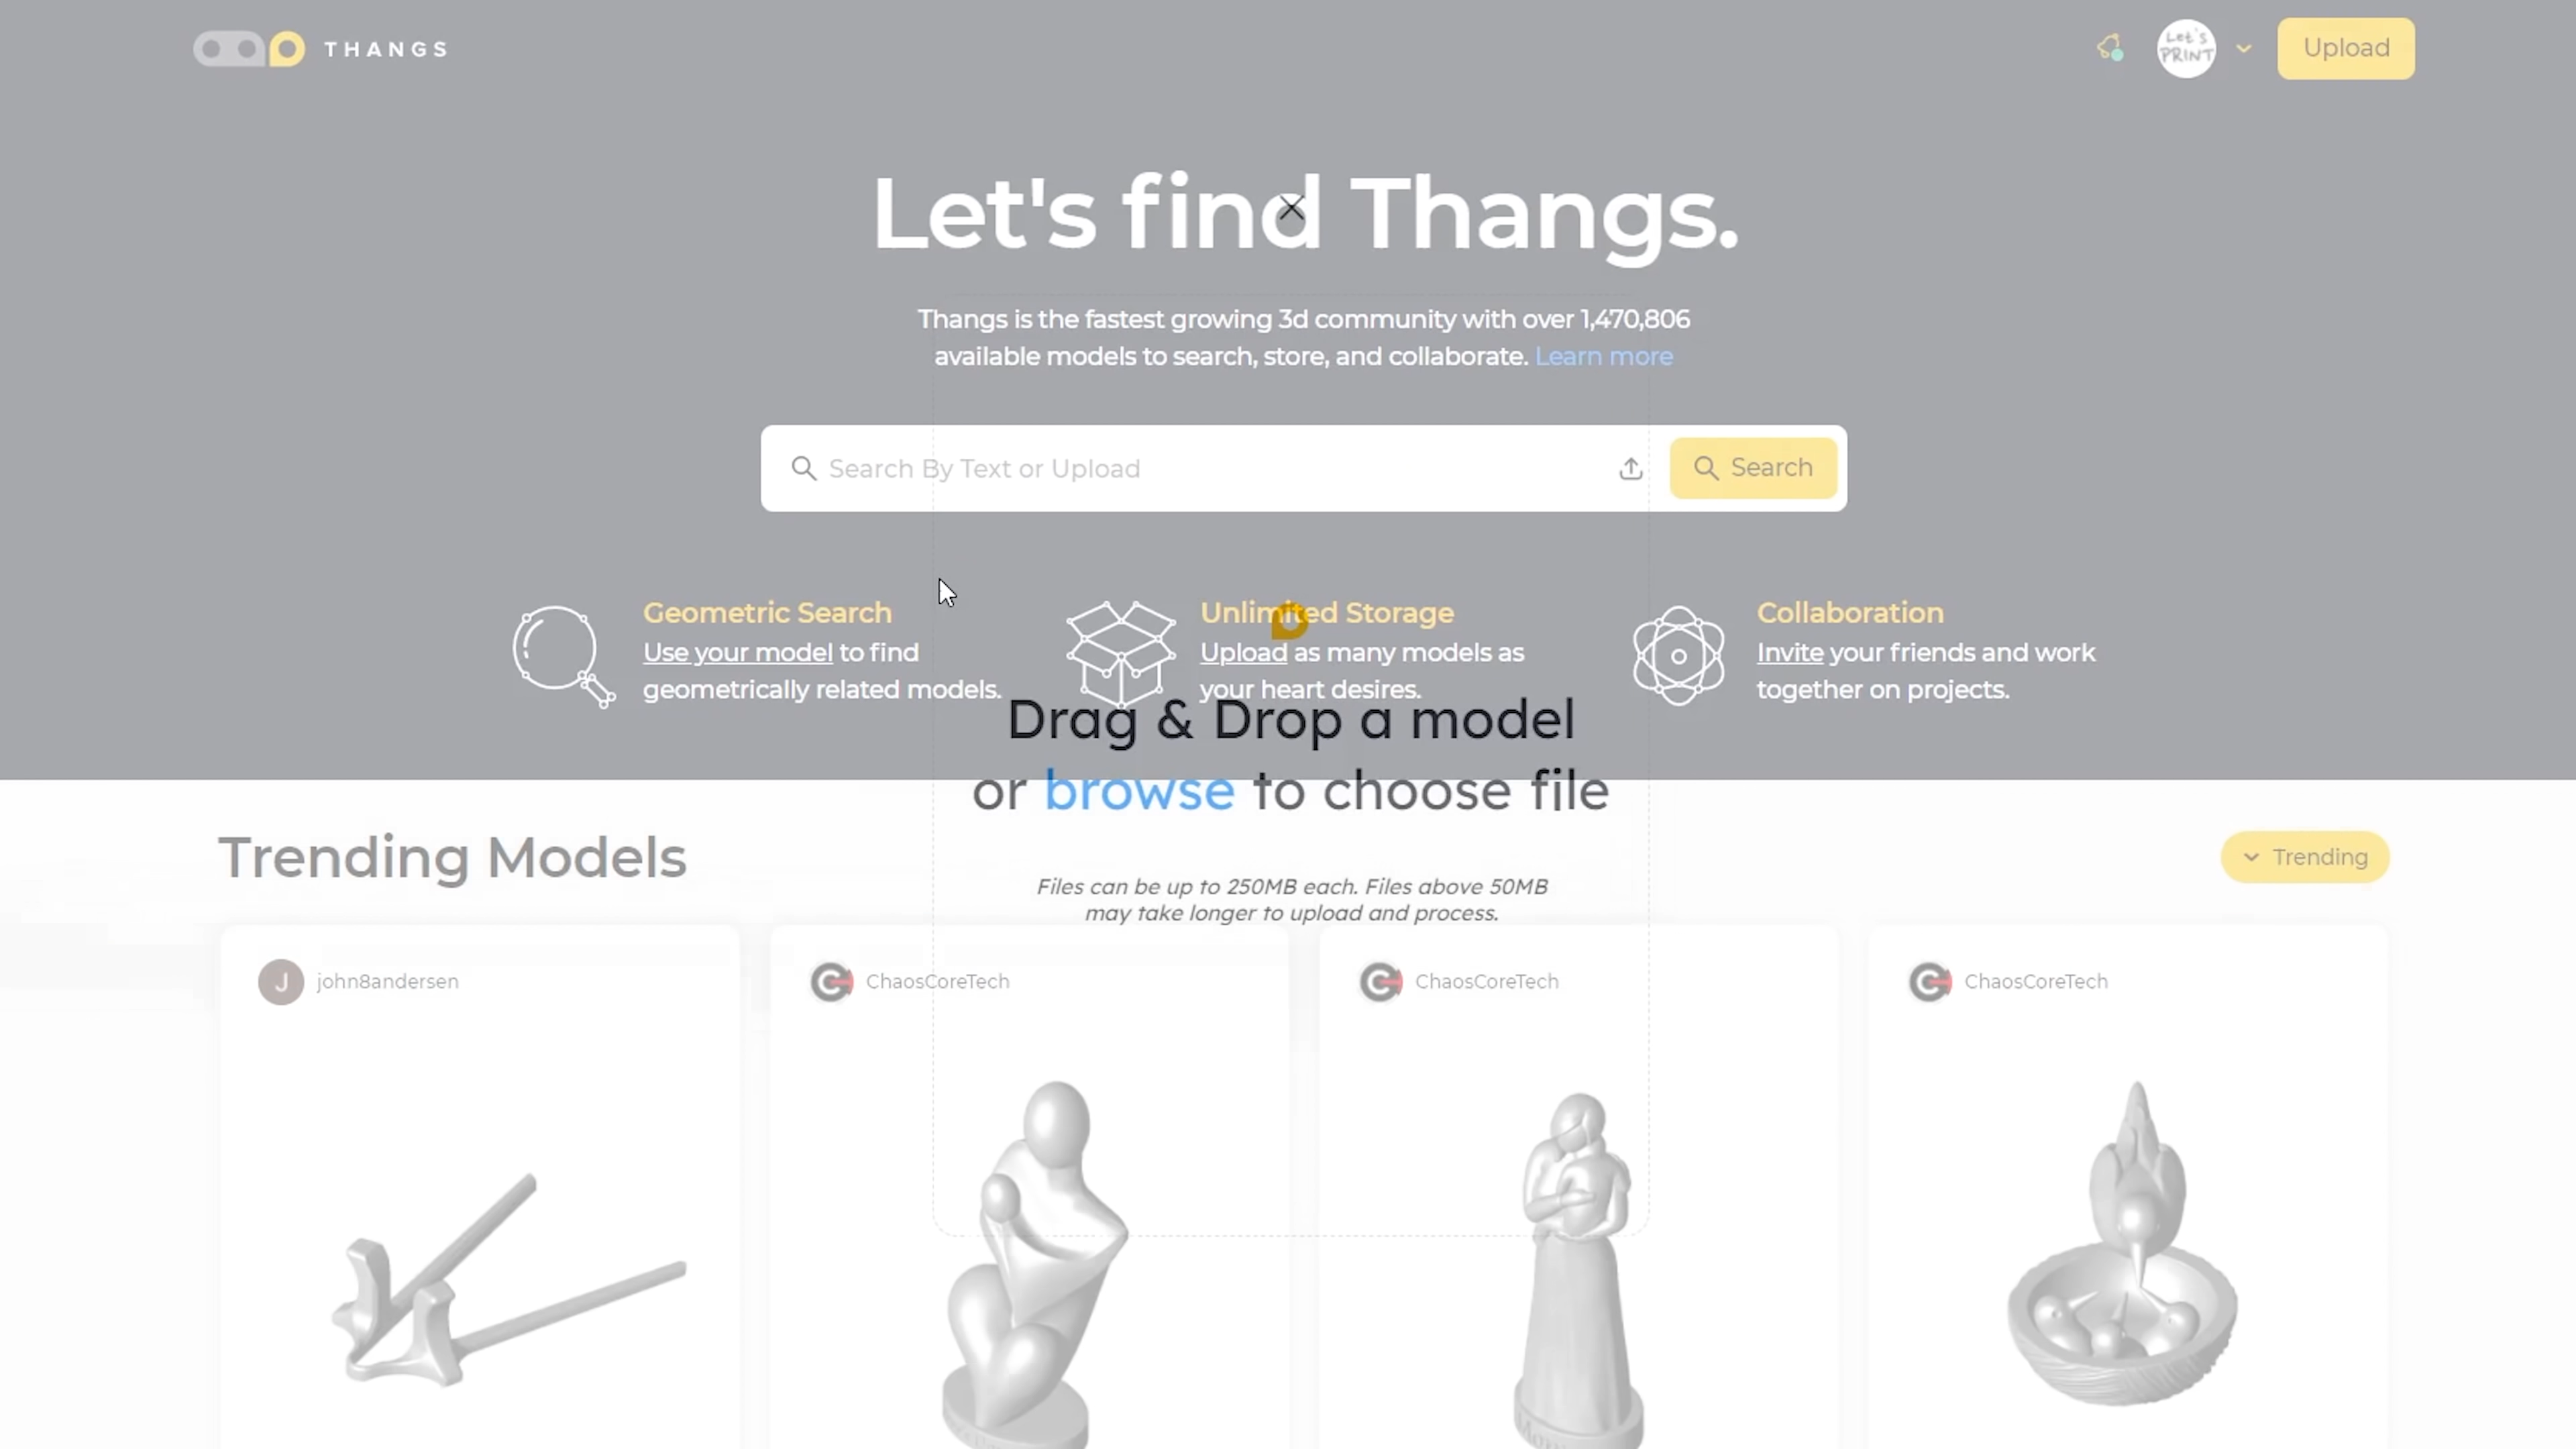 THANGS
Let's
PRINT
Upload
Let's find Thangs.
Thangs is the fastest growing 3d community with over 1,470,806
available models to search, store, and collaborate. Learn more
Search By Text or Upload
Search
Geometric Search
Use your model to find
geometrically related models.
Unlimited Storage
Upload as many models as
your heart desires.
Collaboration
Invite your friends and work
together on projects.
Drag & Drop a model
or browse to choose file
Files can be up to 250MB each. Files above 50MB
may take longer to upload and process.
Trending Models
Trending
J john8andersen
ChaosCoreTech
ChaosCoreTech
ChaosCoreTech